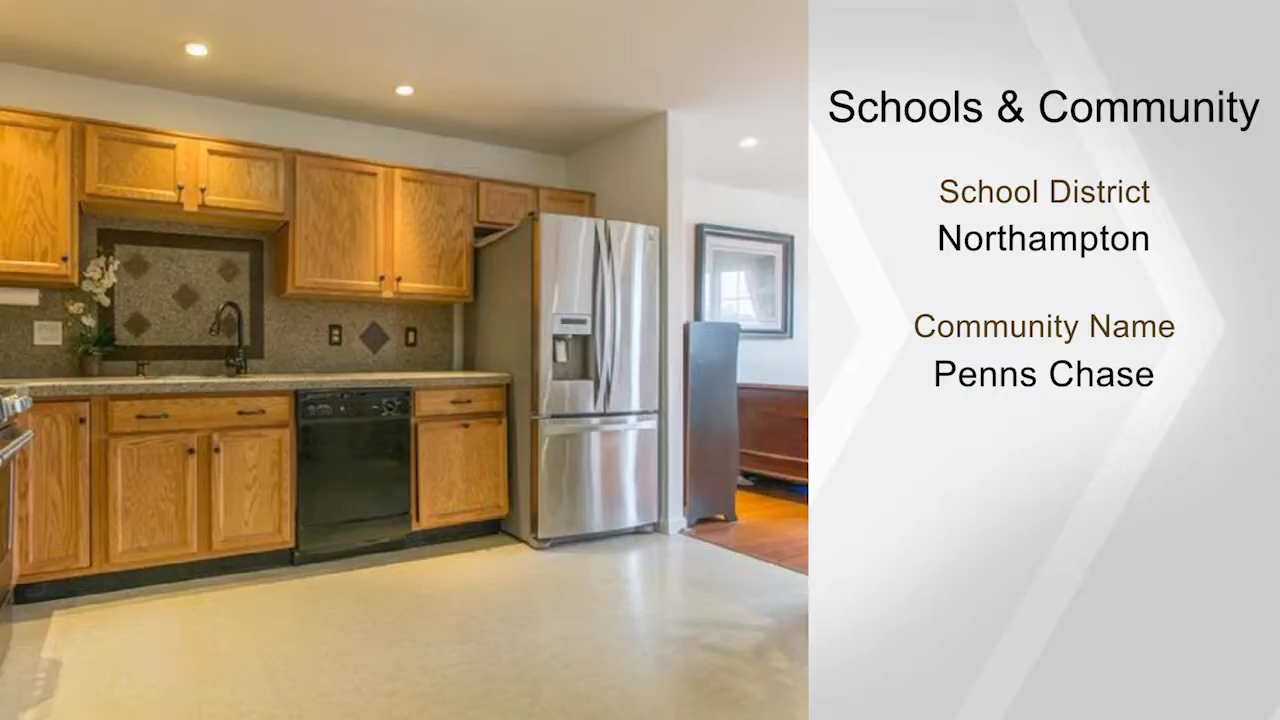 Schools & Community
School District
Northampton
Community Name
Penns Chase